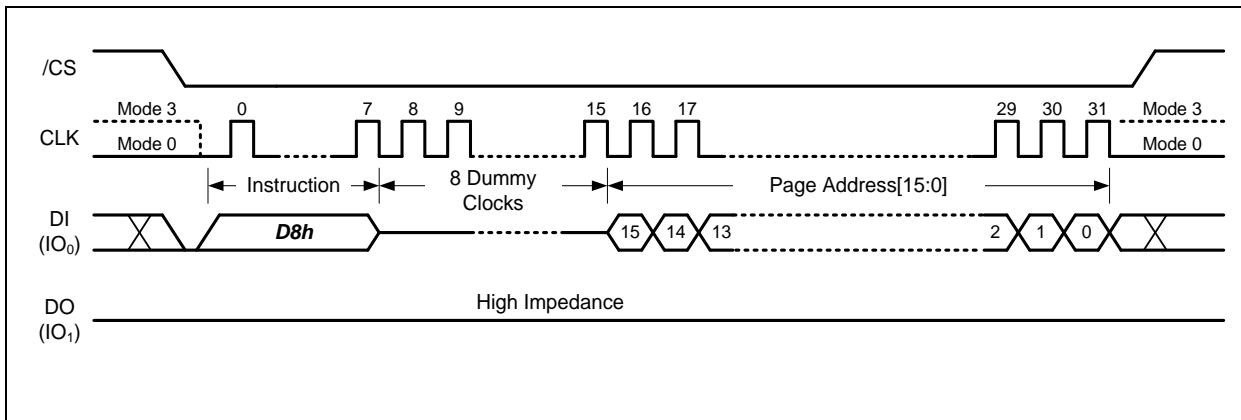 /CS
Mode 3 0 7 8 9 15 16 17 29 30 31 Mode 3
CLK
Mode 0 Mode 0
Instruction 8 Dummy Clocks Page Address[15:0]
DI
(IO₀)
D8h 15 14 13 2 1 0
High Impedance
DO
(IO₁)